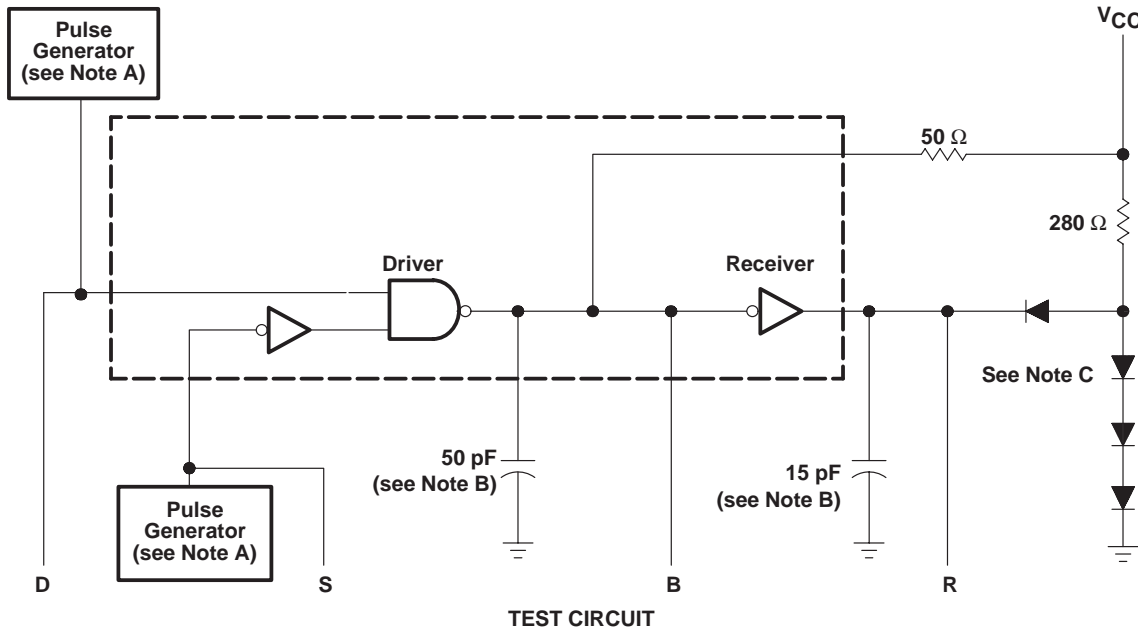 Pulse
Generator
(see Note A)
VCC
50 Ω
280 Ω
Driver
Receiver
See Note C
50 pF
(see Note B)
15 pF
(see Note B)
Pulse
Generator
(see Note A)
D
S
B
R
TEST CIRCUIT